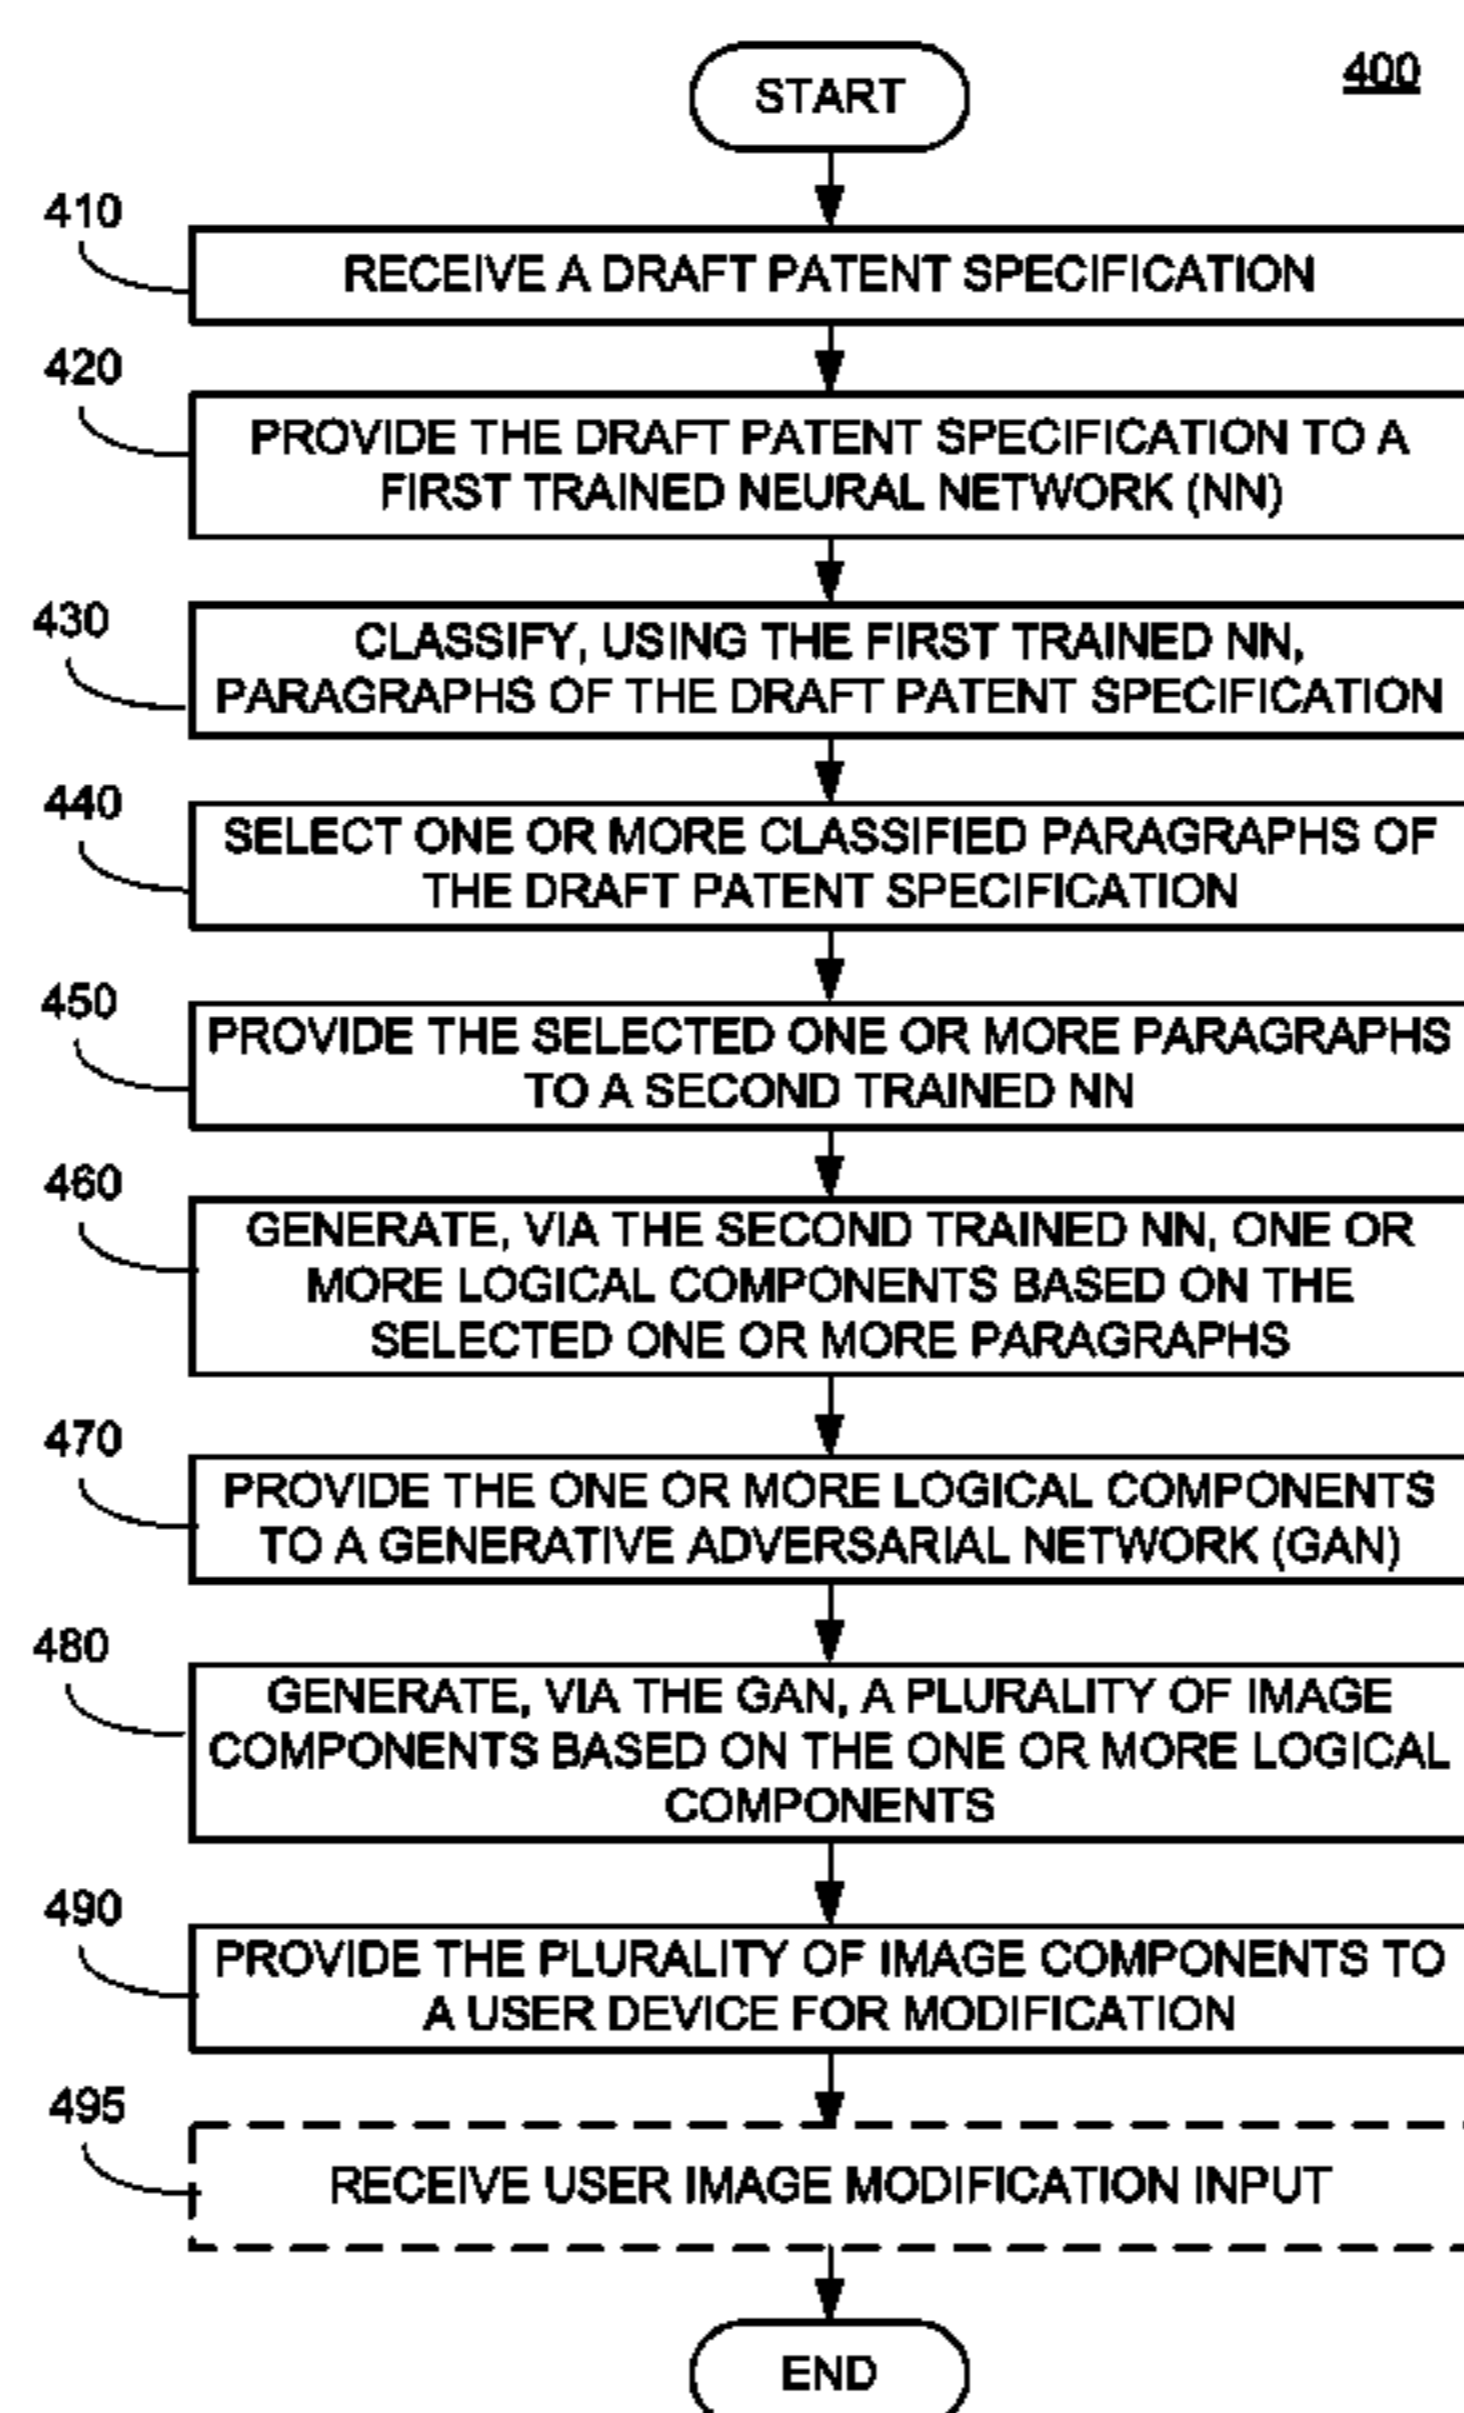 400
START
410
RECEIVE A DRAFT PATENT SPECIFICATION
420
PROVIDE THE DRAFT PATENT SPECIFICATION TO A
FIRST TRAINED NEURAL NETWORK (NN)
430
CLASSIFY, USING THE FIRST TRAINED NN,
PARAGRAPHS OF THE DRAFT PATENT SPECIFICATION
440
SELECT ONE OR MORE CLASSIFIED PARAGRAPHS OF
THE DRAFT PATENT SPECIFICATION
450
PROVIDE THE SELECTED ONE OR MORE PARAGRAPHS
TO A SECOND TRAINED NN
460
GENERATE, VIA THE SECOND TRAINED NN, ONE OR
MORE LOGICAL COMPONENTS BASED ON THE
SELECTED ONE OR MORE PARAGRAPHS
470
PROVIDE THE ONE OR MORE LOGICAL COMPONENTS
TO A GENERATIVE ADVERSARIAL NETWORK (GAN)
480
GENERATE, VIA THE GAN, A PLURALITY OF IMAGE
COMPONENTS BASED ON THE ONE OR MORE LOGICAL
COMPONENTS
490
PROVIDE THE PLURALITY OF IMAGE COMPONENTS TO
A USER DEVICE FOR MODIFICATION
495
RECEIVE USER IMAGE MODIFICATION INPUT
END